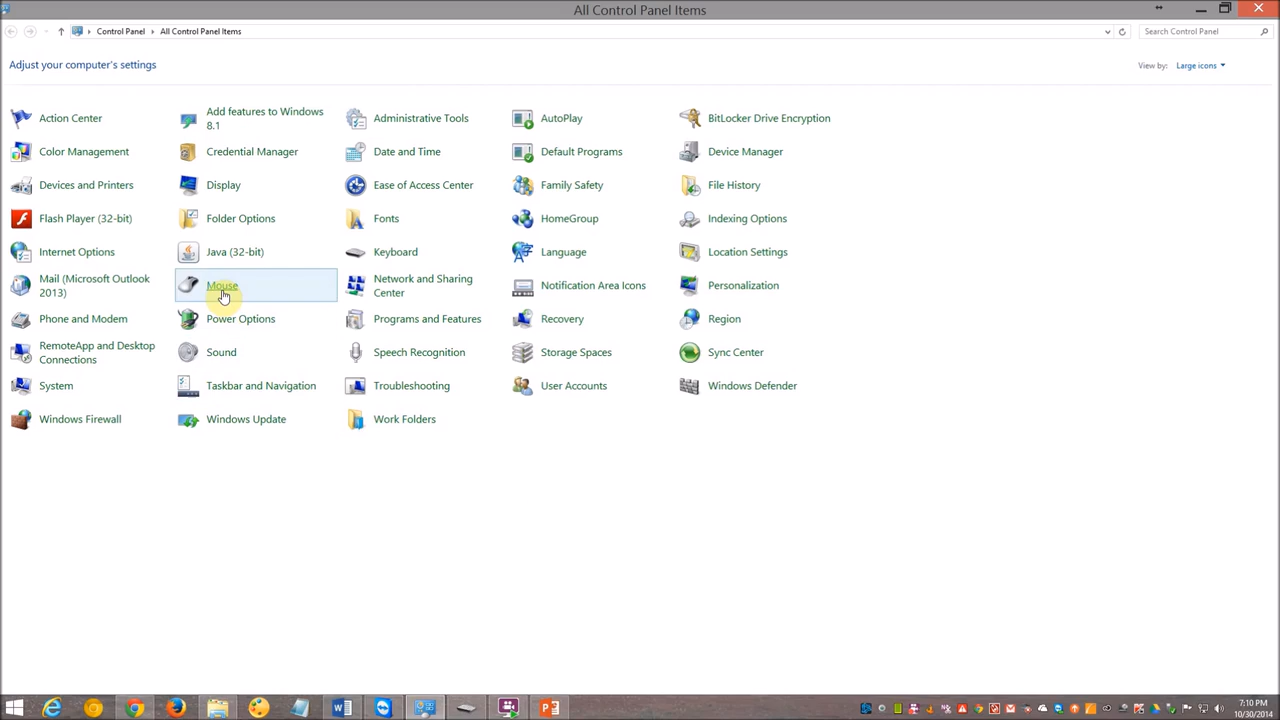 All Control Panel Items
Control Panel All Control Panel Items
Search Control Panel
Adjust your computer's settings
View by: Large icons
Action Center
Add features to Windows
8.1
Administrative Tools
AutoPlay
BitLocker Drive Encryption
Color Management
Credential Manager
Date and Time
Default Programs
Device Manager
Devices and Printers
Display
Ease of Access Center
Family Safety
File History
Flash Player (32-bit)
Folder Options
Fonts
HomeGroup
Indexing Options
Internet Options
Java (32-bit)
Keyboard
Language
Location Settings
Mail (Microsoft Outlook
2013)
Mouse
Network and Sharing
Center
Notification Area Icons
Personalization
Phone and Modem
Power Options
Programs and Features
Recovery
Region
RemoteApp and Desktop
Connections
Sound
Speech Recognition
Storage Spaces
Sync Center
System
Taskbar and Navigation
Troubleshooting
User Accounts
Windows Defender
Windows Firewall
Windows Update
Work Folders
7:10 PM
10/30/2014